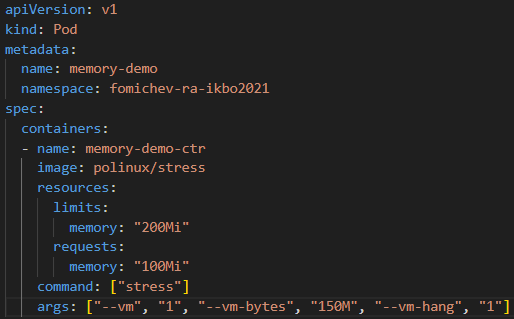 apiVersion: v1
kind: Pod
metadata:
  name: memory-demo
  namespace: fomichev-ra-ikbo2021
spec:
  containers:
  - name: memory-demo-ctr
    image: polinux/stress
    resources:
      limits:
        memory: "200Mi"
      requests:
        memory: "100Mi"
    command: ["stress"]
    args: ["--vm", "1", "--vm-bytes", "150M", "--vm-hang", "1"]